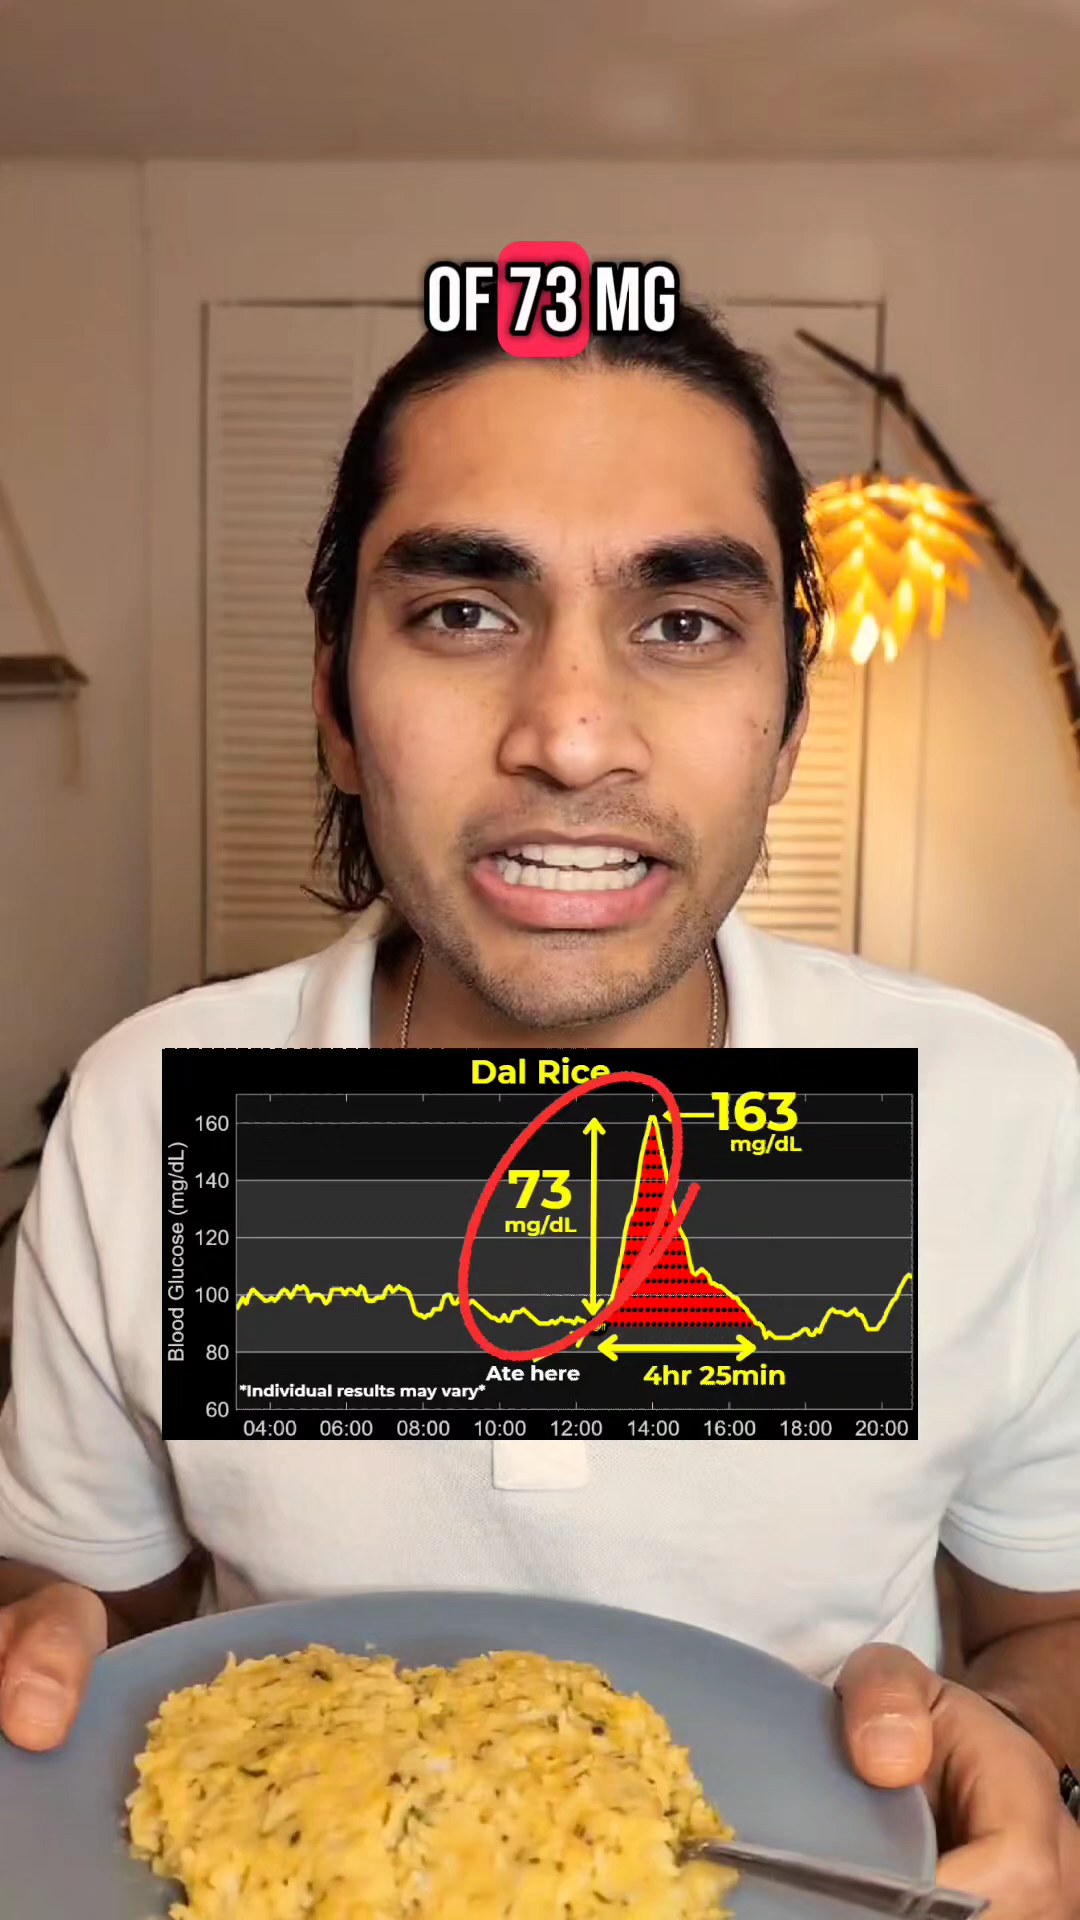 OF 73 MG
Dal Rice
163
mg/dL
73
mg/dL
Blood Glucose (mg/dL)
160
140
120
100
80
60
Ate here
4hr 25min
*Individual results may vary*
04:00 06:00 08:00 10:00 12:00 14:00 16:00 18:00 20:00